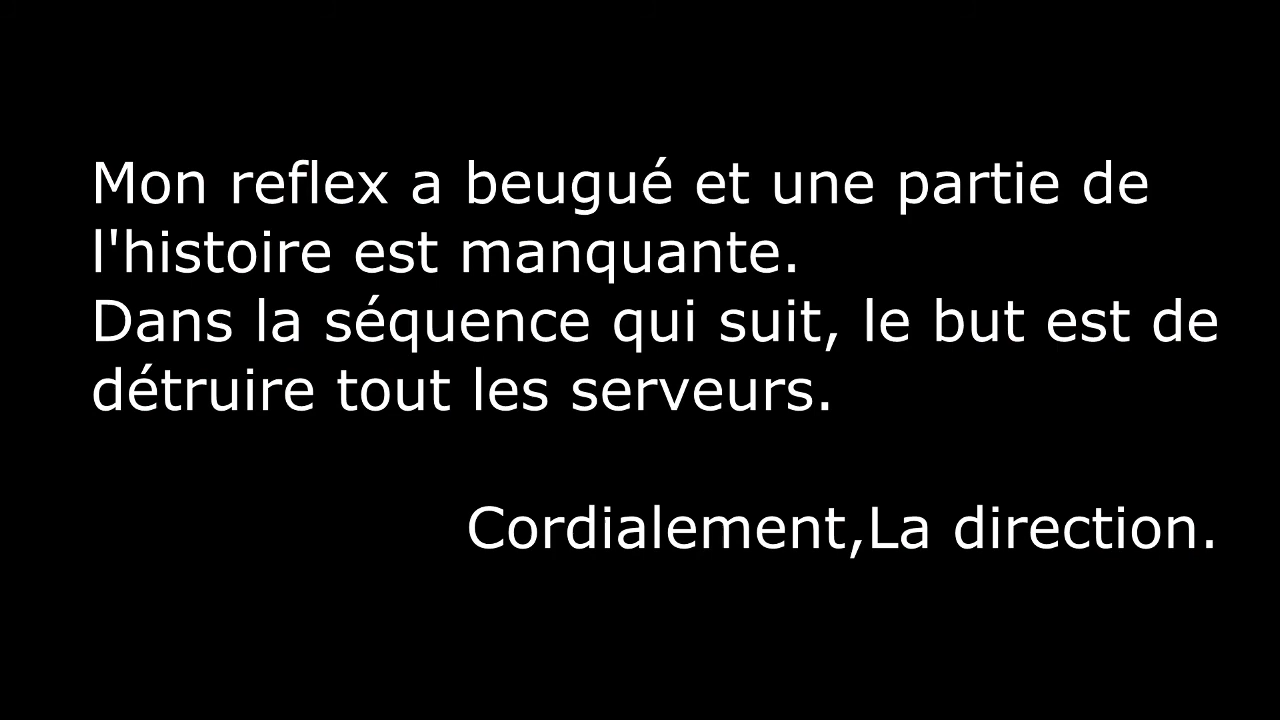 Mon reflex a beugué et une partie de
l'histoire est manquante.
Dans la séquence qui suit, le but est de
détruire tout les serveurs.
Cordialement,La direction.